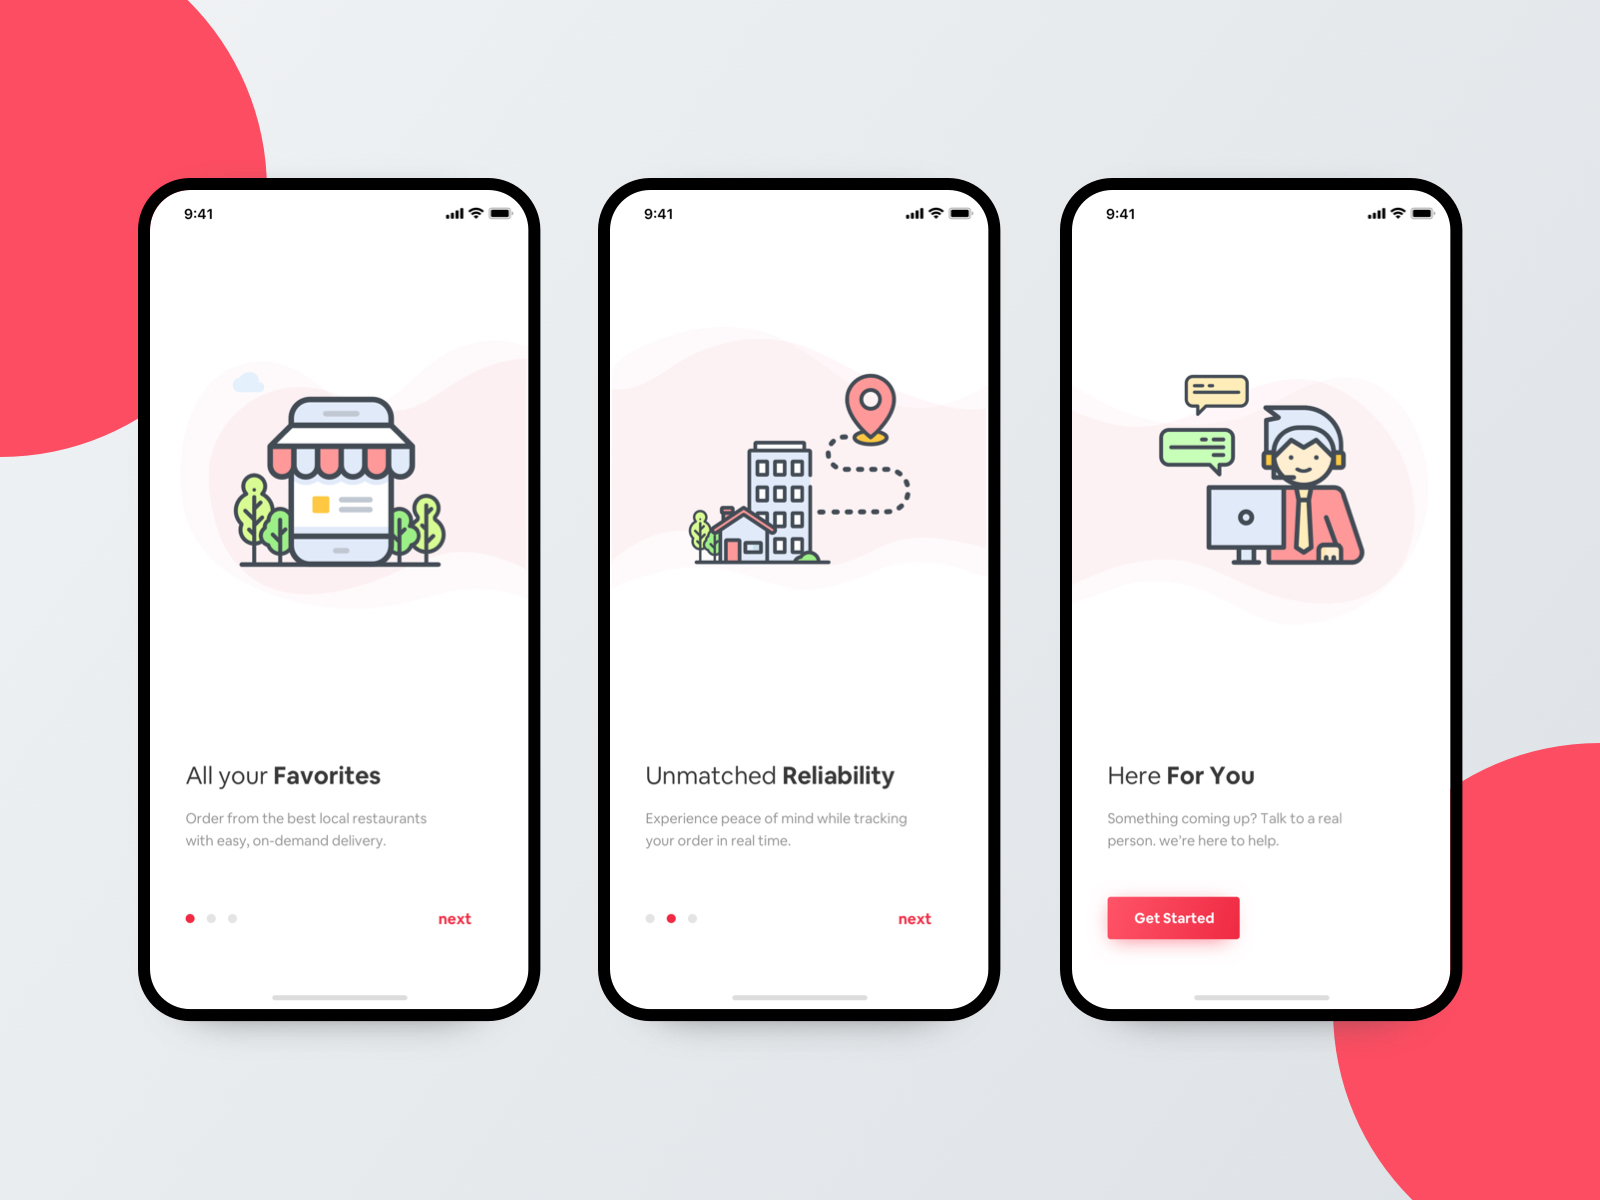 9:41
All your Favorites
Order from the best local restaurants
with easy, on-demand delivery.
next
9:41
Unmatched Reliability
Experience peace of mind while tracking
your order in real time.
next
9:41
Here For You
Something coming up? Talk to a real
person. we're here to help.
Get Started